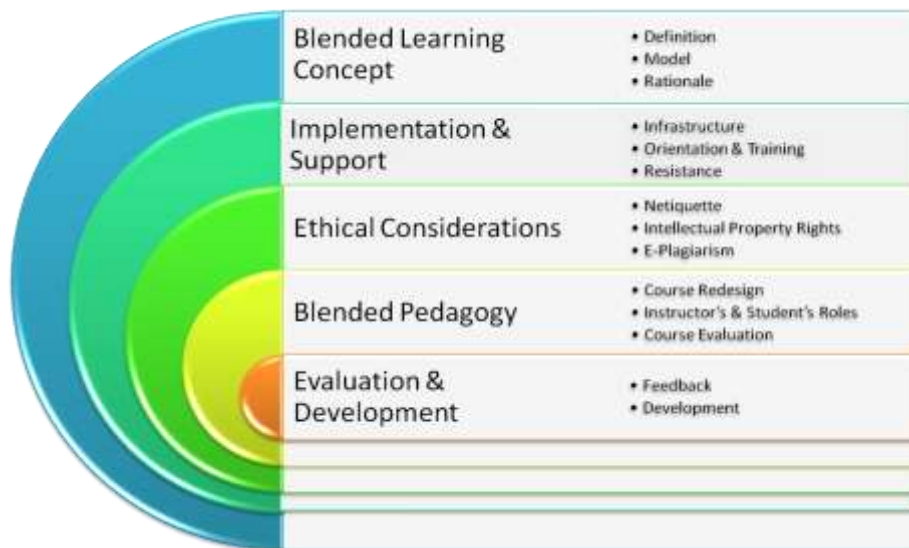 Blended Learning
Concept
• Definition
• Model
• Rationale
Implementation &
Support
• Infrastructure
• Orientation & Training
• Resistance
Ethical Considerations
• Netiquette
• Intellectual Property Rights
• E-Plagiarism
Blended Pedagogy
• Course Redesign
• Instructor's & Student's Roles
• Course Evaluation
Evaluation &
Development
• Feedback
• Development